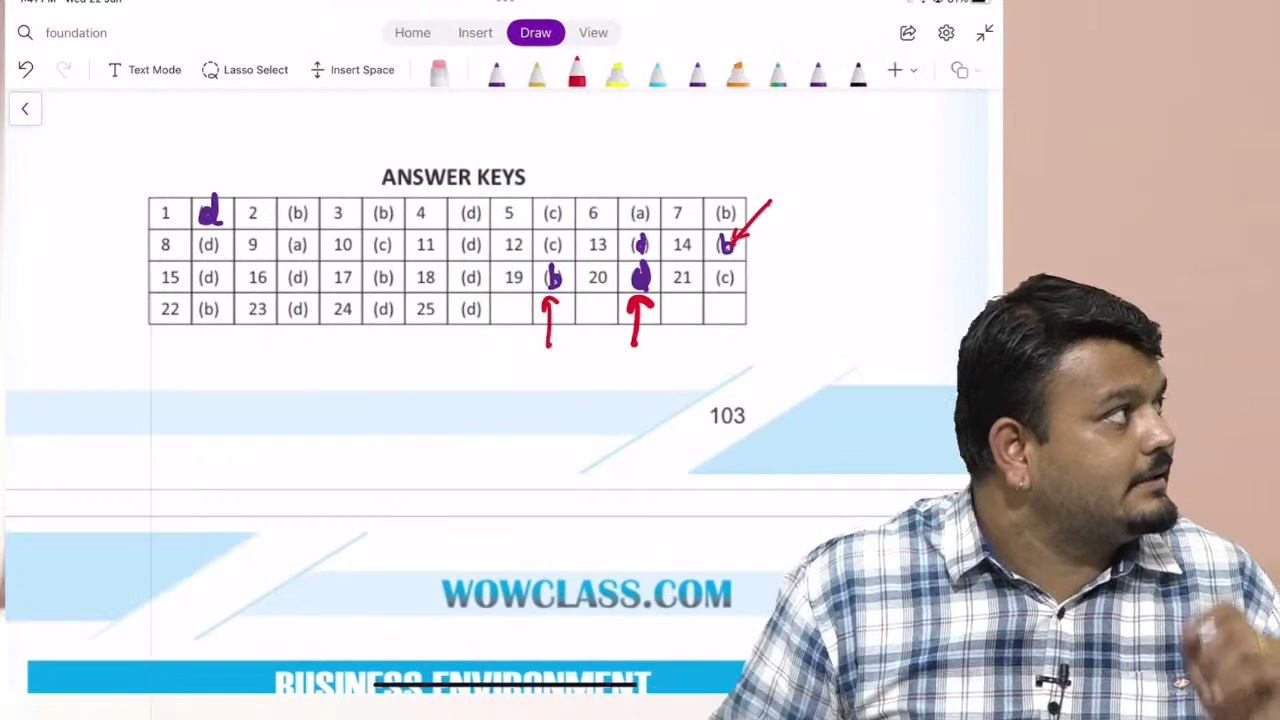 foundation
Home Insert Draw View
Text Mode Lasso Select Insert Space
ANSWER KEYS
1 d 2 (b) 3 (b) 4 (d) 5 (c) 6 (a) 7 (b)
8 (d) 9 (a) 10 (c) 11 (d) 12 (c) 13 (d 14 (b
15 (d) 16 (d) 17 (b) 18 (d) 19 b 20 d 21 (c)
22 (b) 23 (d) 24 (d) 25 (d)
103
WOWCLASS.COM
BUSINESS ENVIRONMENT